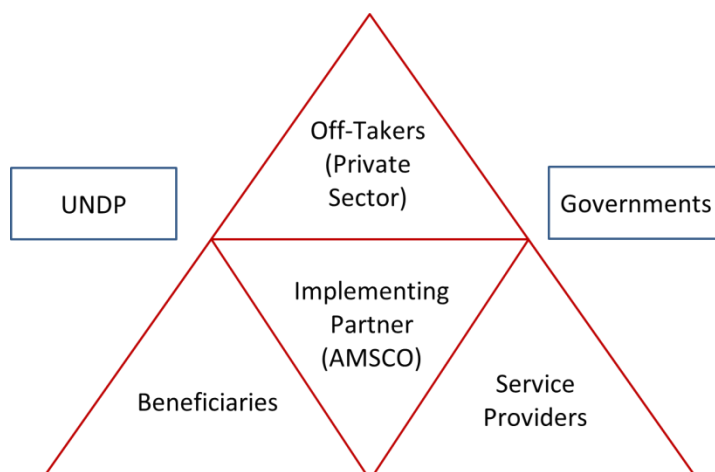 Off-Takers
(Private
Sector)
UNDP
Governments
Implementing
Partner
(AMSCO)
Beneficiaries
Service
Providers